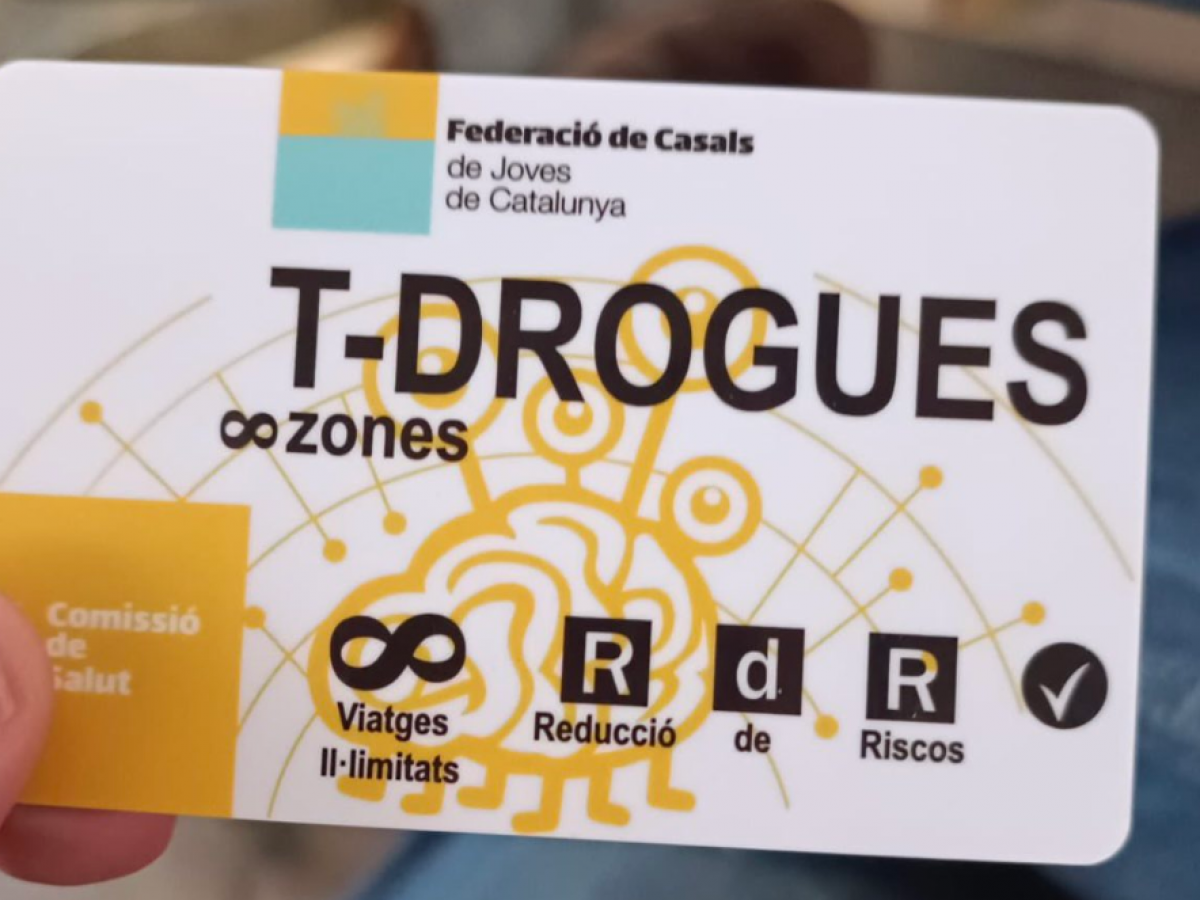 Federació de Casals
de Joves
de Catalunya
T-DROGUES
∞ zones
Comissió
de
Salut
∞
Viatges
Il·limitats
R
Reducció
d
de
R
Riscos